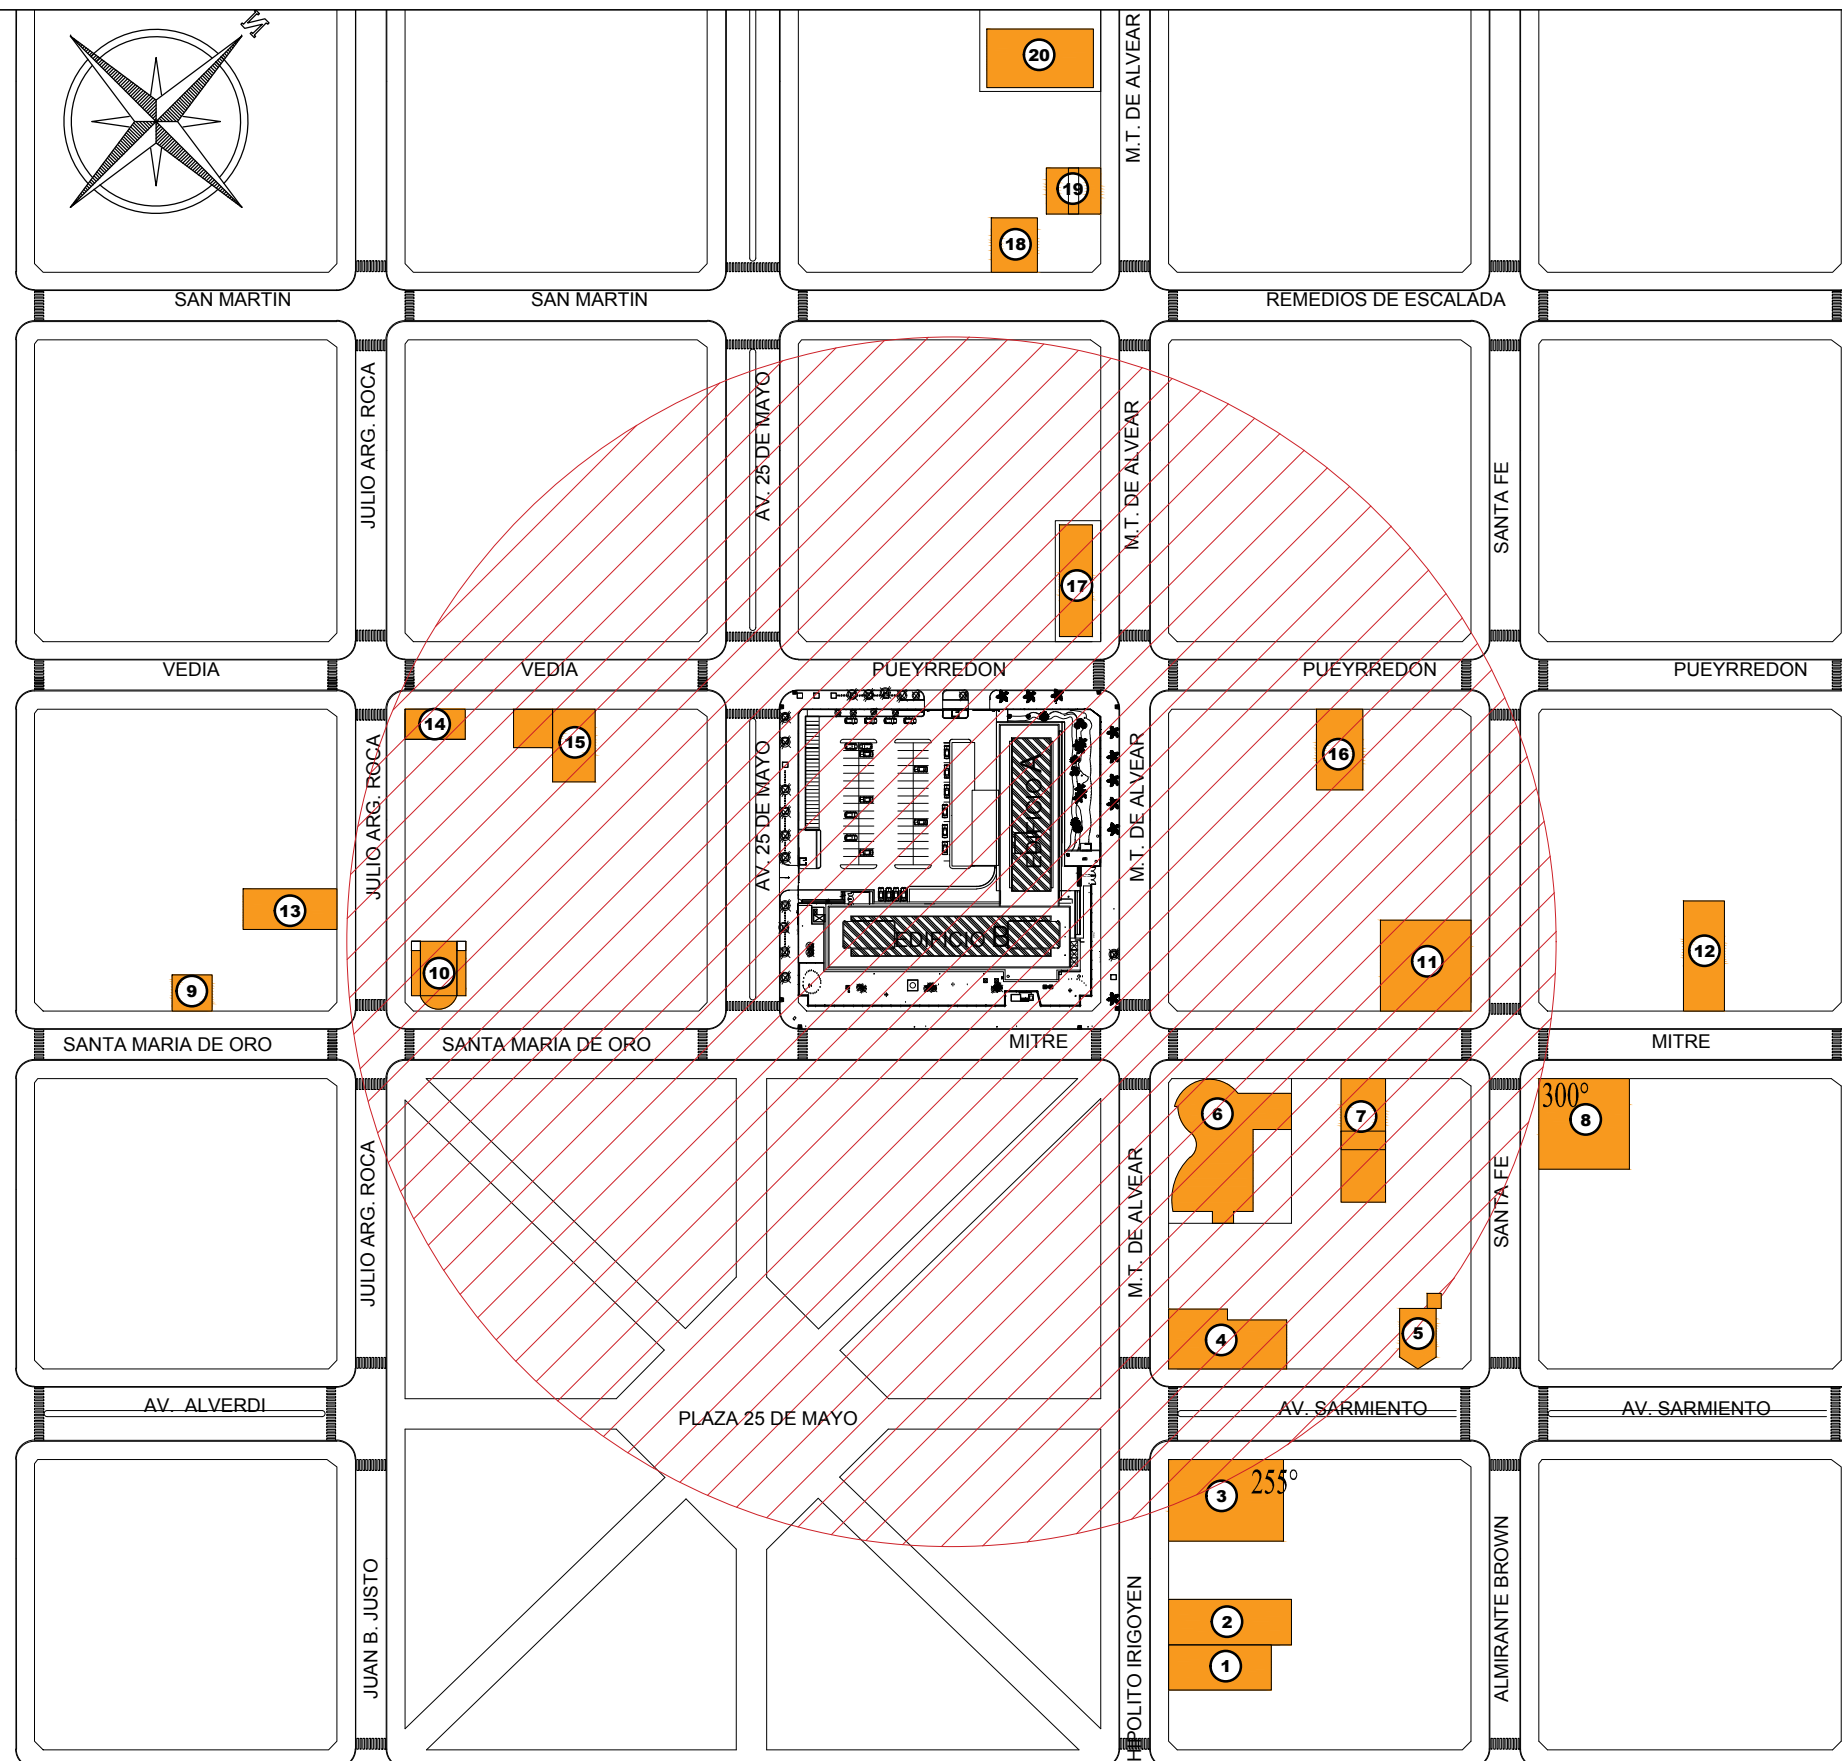 N
20
M.T. DE ALVEAR
19
18
SAN MARTIN
SAN MARTIN
REMEDIOS DE ESCALADA
JULIO ARG. ROCA
AV. 25 DE MAYO
M.T. DE ALVEAR
SANTA FE
17
VEDIA
VEDIA
PUEYRREDON
PUEYRREDON
PUEYRREDON
14
15
16
JULIO ARG. ROCA
AV. 25 DE MAYO
EDIFICIO A
M.T. DE ALVEAR
13
EDIFICIO B
11
12
10
9
SANTA MARIA DE ORO
SANTA MARIA DE ORO
MITRE
MITRE
300°
6
7
8
JULIO ARG. ROCA
M.T. DE ALVEAR
SANTA FE
4
5
AV. ALVERDI
PLAZA 25 DE MAYO
AV. SARMIENTO
AV. SARMIENTO
255°
3
JUAN B. JUSTO
HIPOLITO IRIGOYEN
ALMIRANTE BROWN
2
1